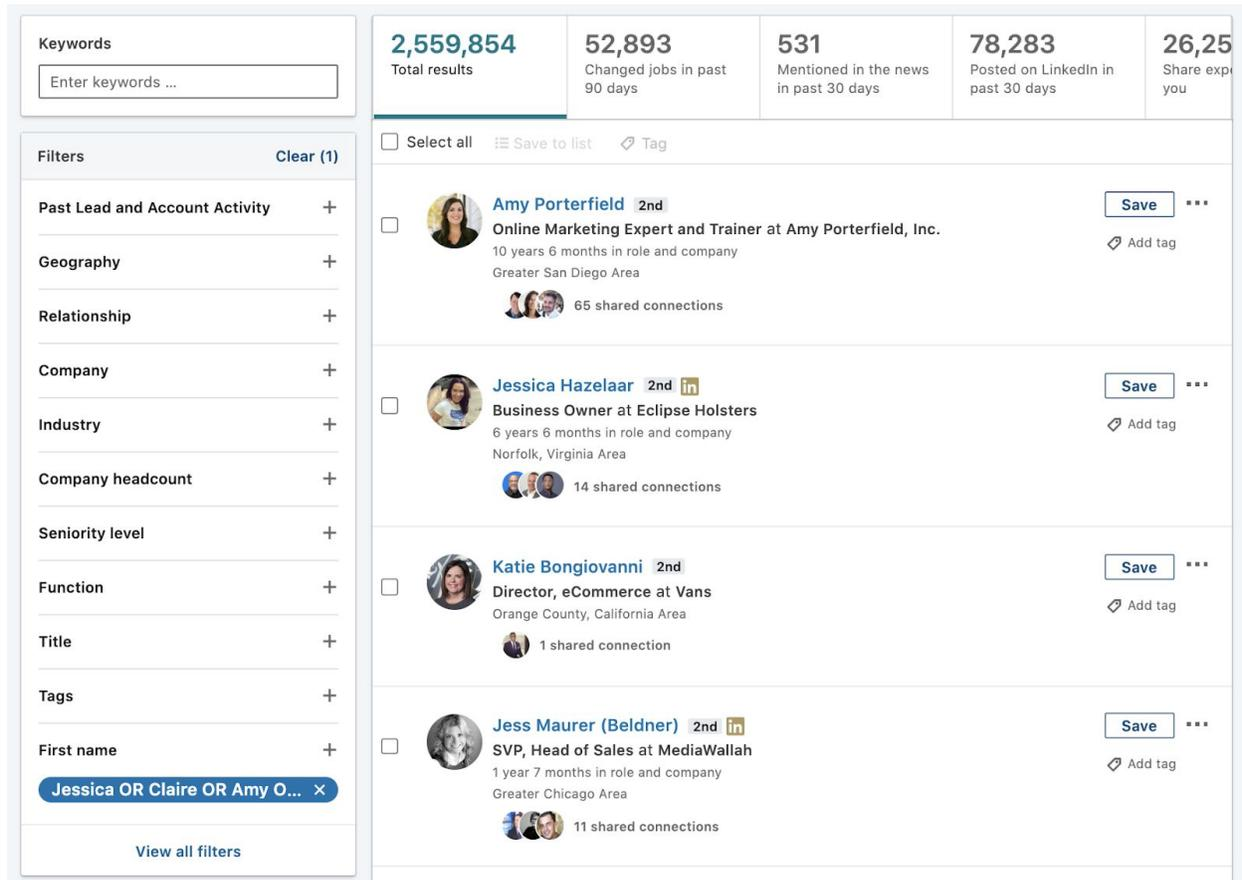 Keywords
Enter keywords ...
Filters
Clear (1)
Past Lead and Account Activity
Geography
Relationship
Company
Industry
Company headcount
Seniority level
Function
Title
Tags
First name
Jessica OR Claire OR Amy O... ×
View all filters
2,559,854
Total results
52,893
Changed jobs in past
90 days
531
Mentioned in the news
in past 30 days
78,283
Posted on LinkedIn in
past 30 days
26,25
Share expe
you
Select all
Save to list
Tag
Amy Porterfield 2nd
Online Marketing Expert and Trainer at Amy Porterfield, Inc.
10 years 6 months in role and company
Greater San Diego Area
65 shared connections
Save
Add tag
Jessica Hazelaar 2nd in
Business Owner at Eclipse Holsters
6 years 6 months in role and company
Norfolk, Virginia Area
14 shared connections
Save
Add tag
Katie Bongiovanni 2nd
Director, eCommerce at Vans
Orange County, California Area
1 shared connection
Save
Add tag
Jess Maurer (Beldner) 2nd in
SVP, Head of Sales at MediaWallah
1 year 7 months in role and company
Greater Chicago Area
11 shared connections
Save
Add tag